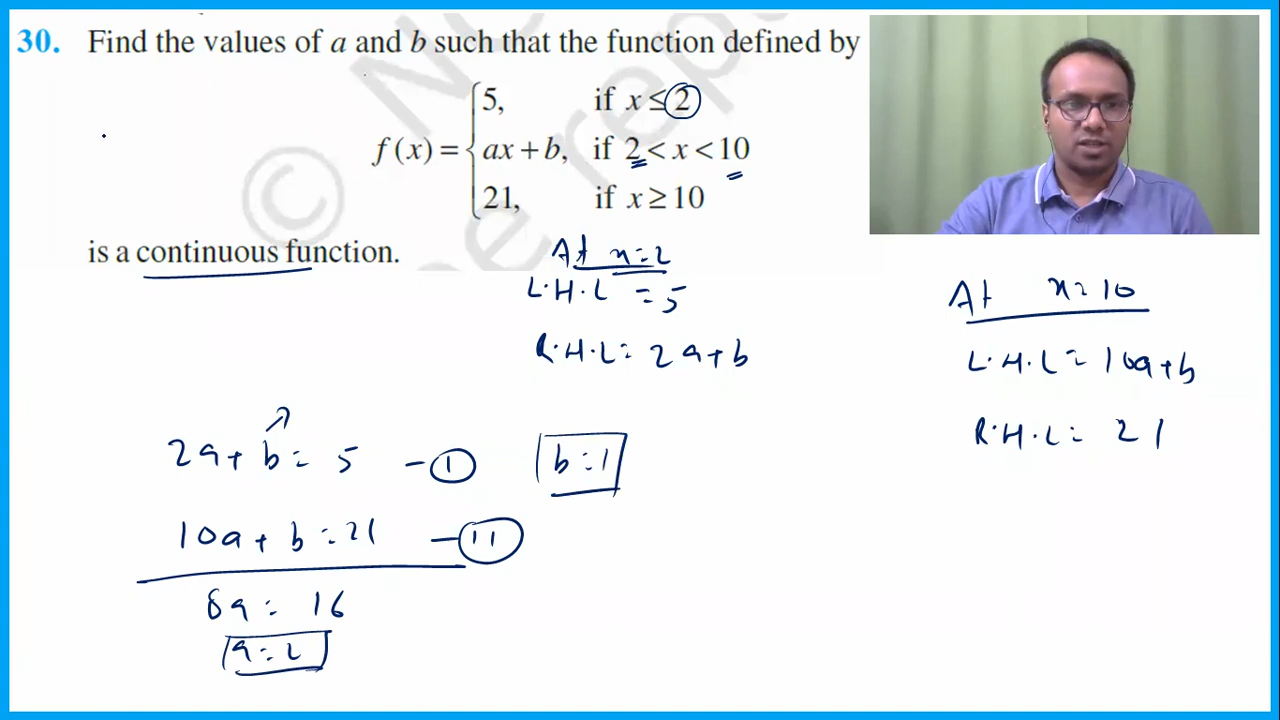 30. Find the values of a and b such that the function defined by
5, if x ≤ 2
f(x) = { ax + b, if 2 < x < 10
21, if x ≥ 10
is a continuous function.
At x=2
L.H.L = 5
R.H.L = 2a+b
At x=10
L.H.L = 10a+b
R.H.L = 21
2a+b = 5 -①
b=1
10a+b=21 -⑪
8a = 16
a=2
©